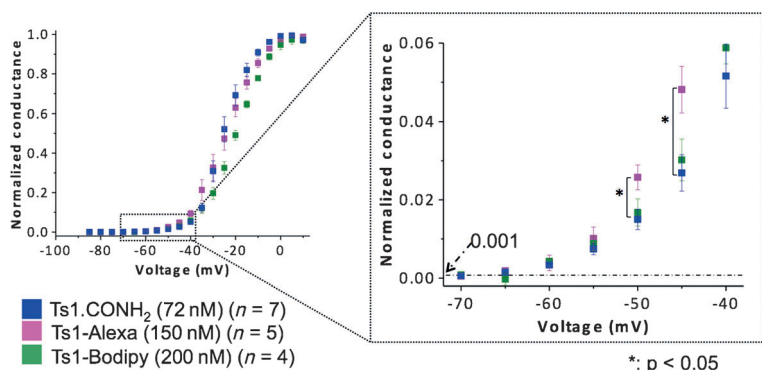 1.0
0.8
0.6
0.4
0.2
0.0
Normalized conductance
-100 -80 -60 -40 -20 0
Voltage (mV)
0.06
0.04
0.02
0.00
Normalized conductance
0.001
*
*
-70 -60 -50 -40
Voltage (mV)
Ts1.CONH₂ (72 nM) (n = 7)
Ts1-Alexa (150 nM) (n = 5)
Ts1-Bodipy (200 nM) (n = 4)
*: p < 0.05